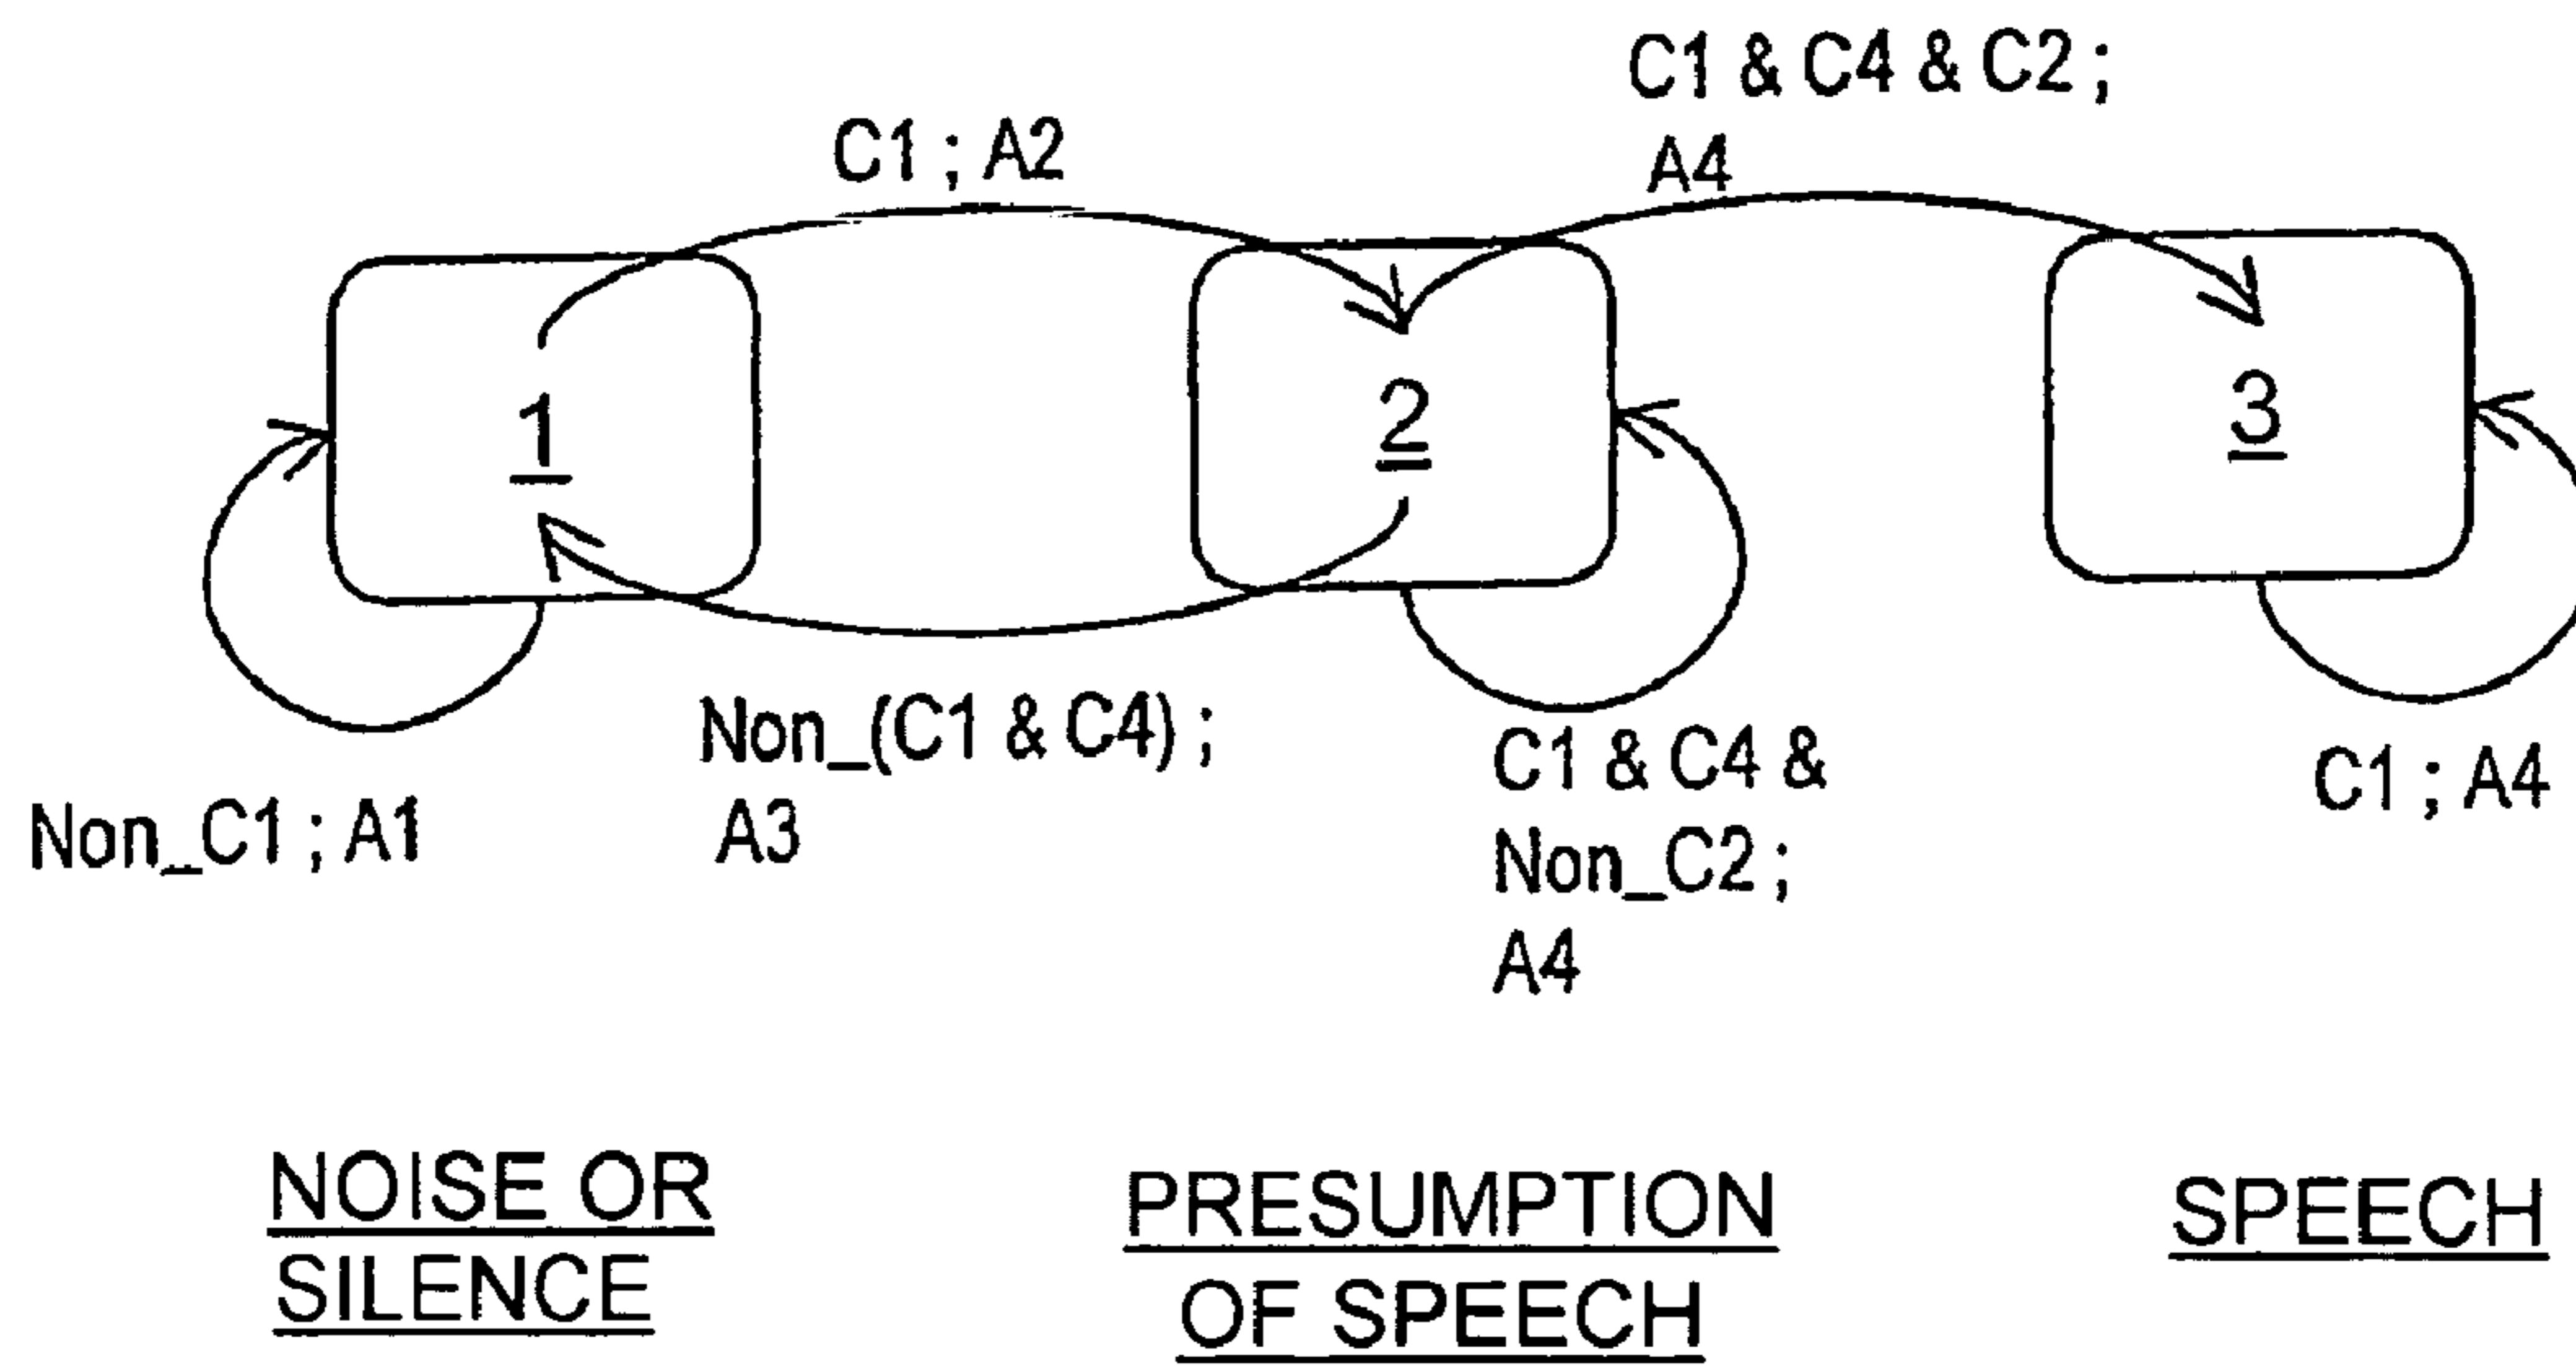 C1 & C4 & C2 ;
A4
C1 ; A2
1
2
3
Non_(C1 & C4) ;
A3
C1 & C4 &
Non_C2 ;
A4
C1 ; A4
Non_C1 ; A1
NOISE OR
SILENCE
PRESUMPTION
OF SPEECH
SPEECH